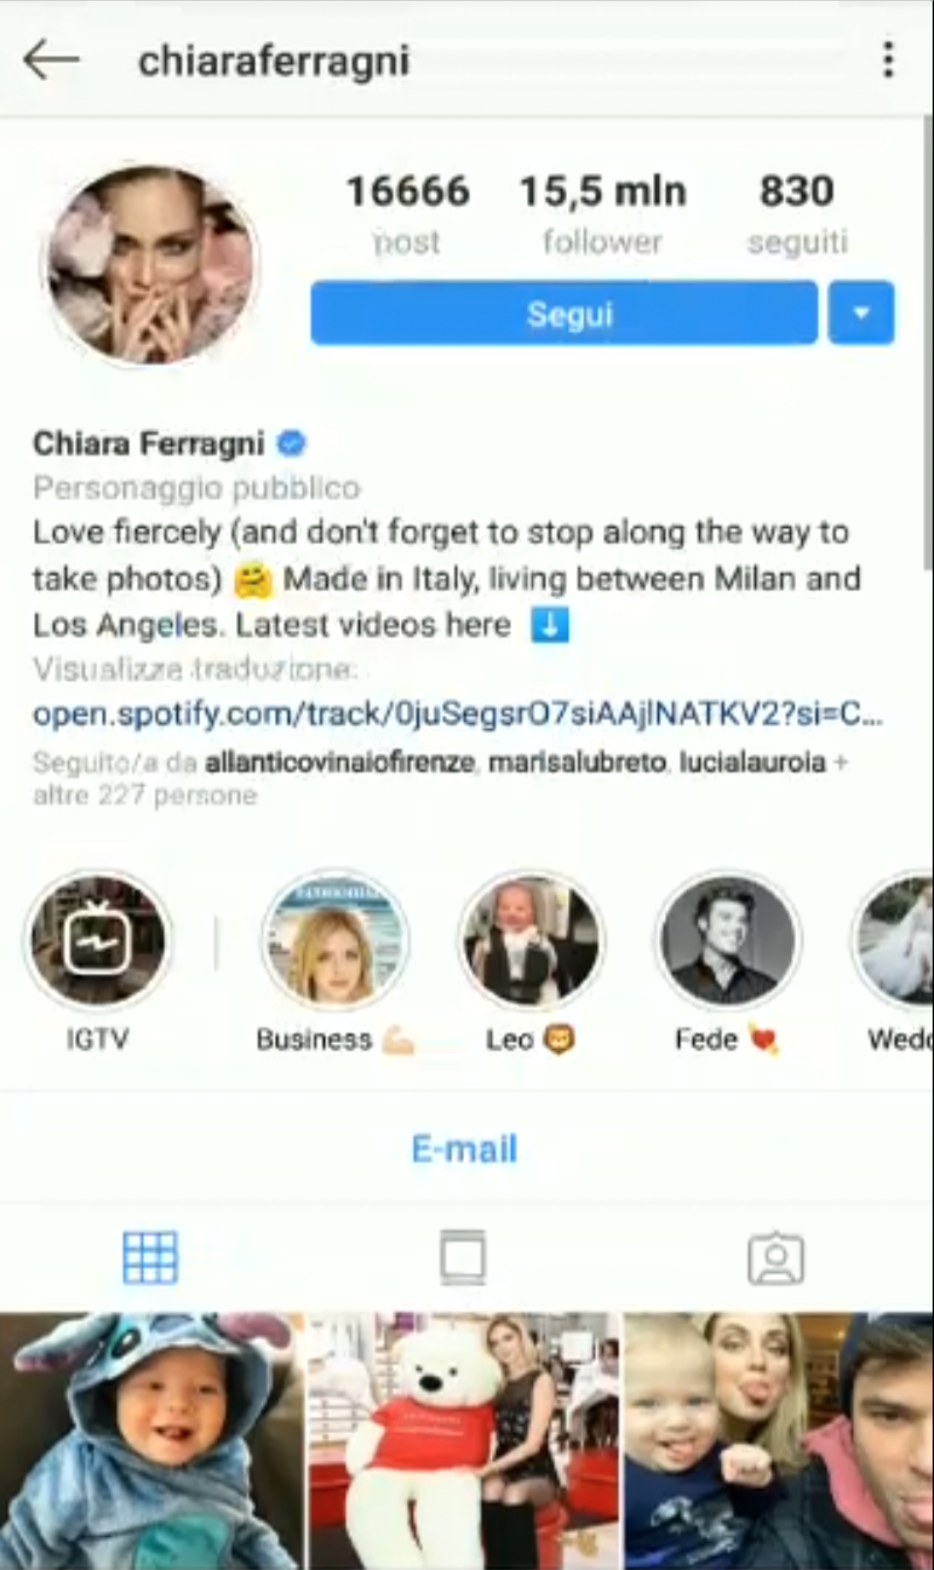 chiaraferragni
16666 15,5 mln 830
post follower seguiti
Segui
Chiara Ferragni
Personaggio pubblico
Love fiercely (and don't forget to stop along the way to
take photos) 🤗 Made in Italy, living between Milan and
Los Angeles. Latest videos here ⬇️
Visualizza traduzione
open.spotify.com/track/0juSegsrO7siAAjlNATKV2?si=C...
Seguito/a da allanticovinaiofirenze, marisalubreto, lucialauroia +
altre 227 persone
IGTV Business 💪🏼 Leo 🦁 Fede 💘 Wedd
E-mail